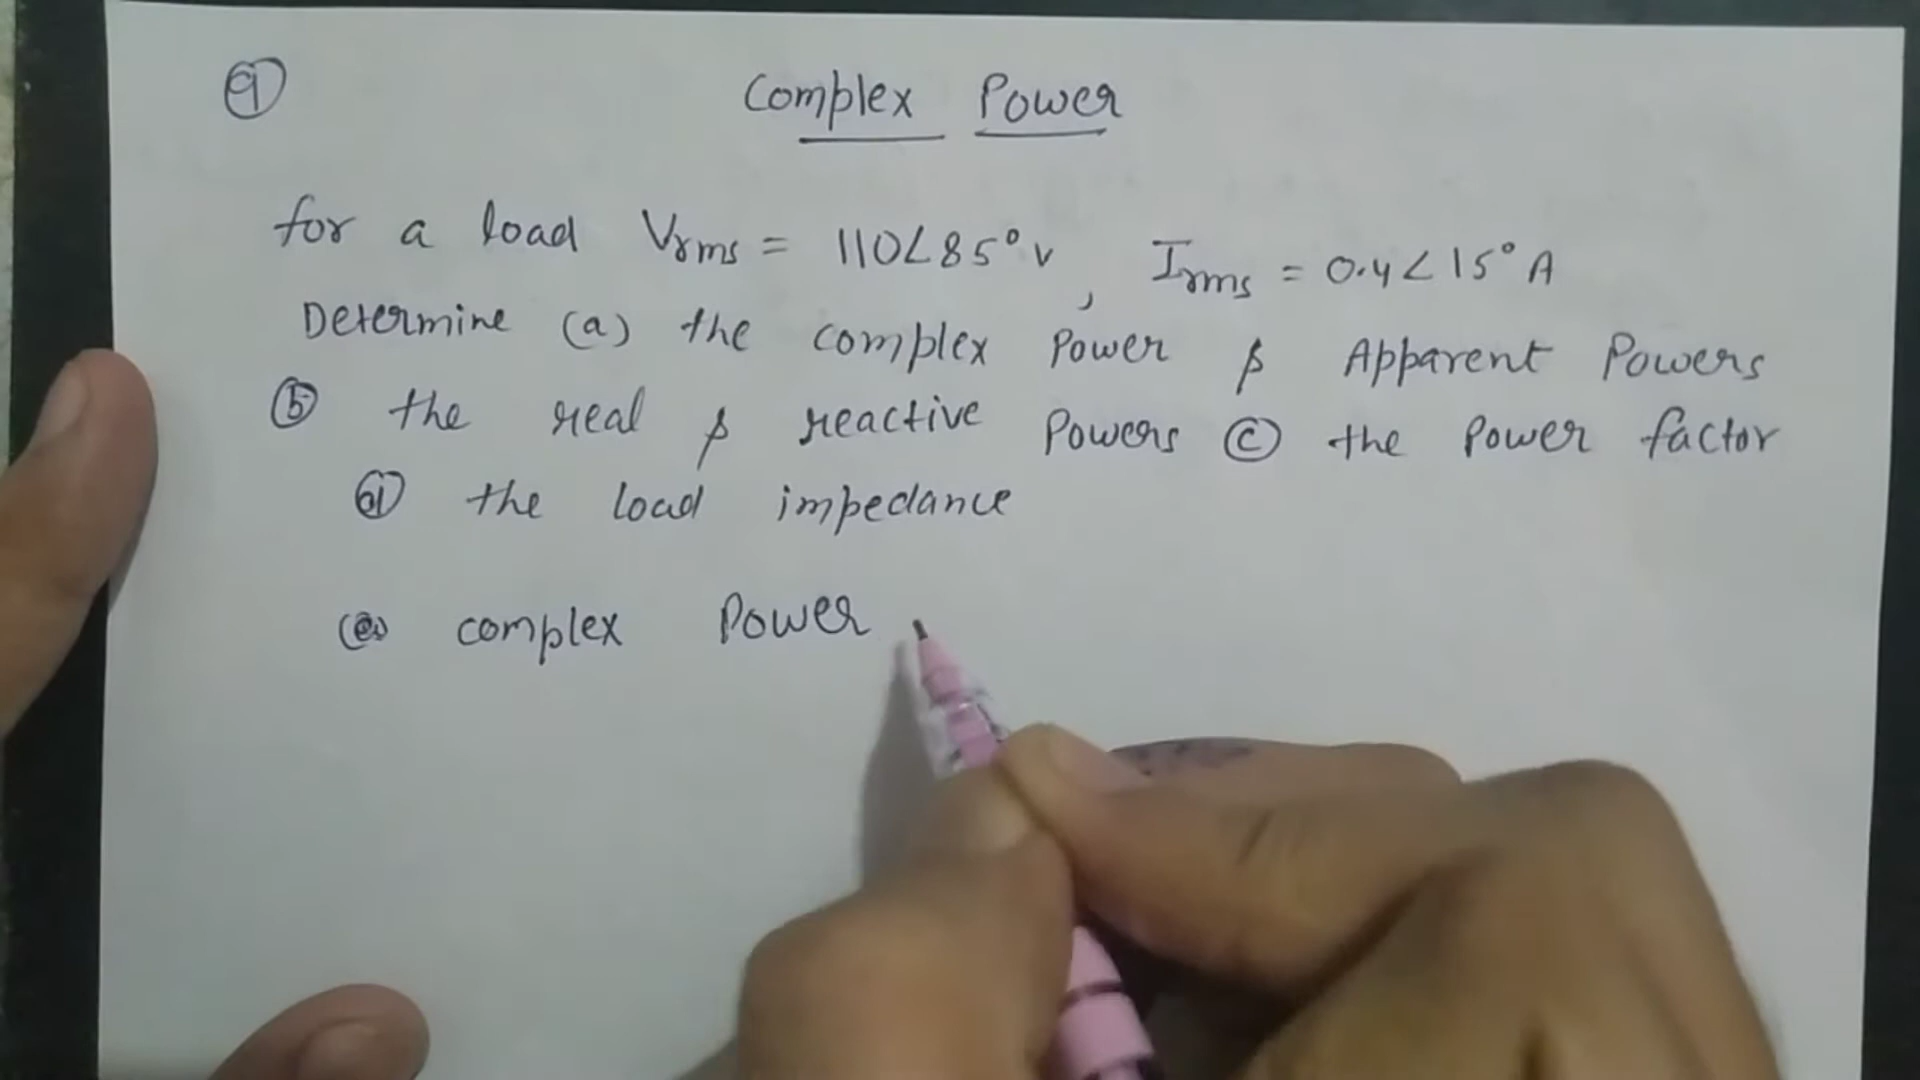 Q
Complex Power
for a load Vrms = 110∠85° V, Irms = 0.4∠15° A
Determine (a) the complex Power & Apparent Powers
ⓑ the real & reactive Powers ⓒ the Power factor
ⓓ the load impedance
(a) complex Power